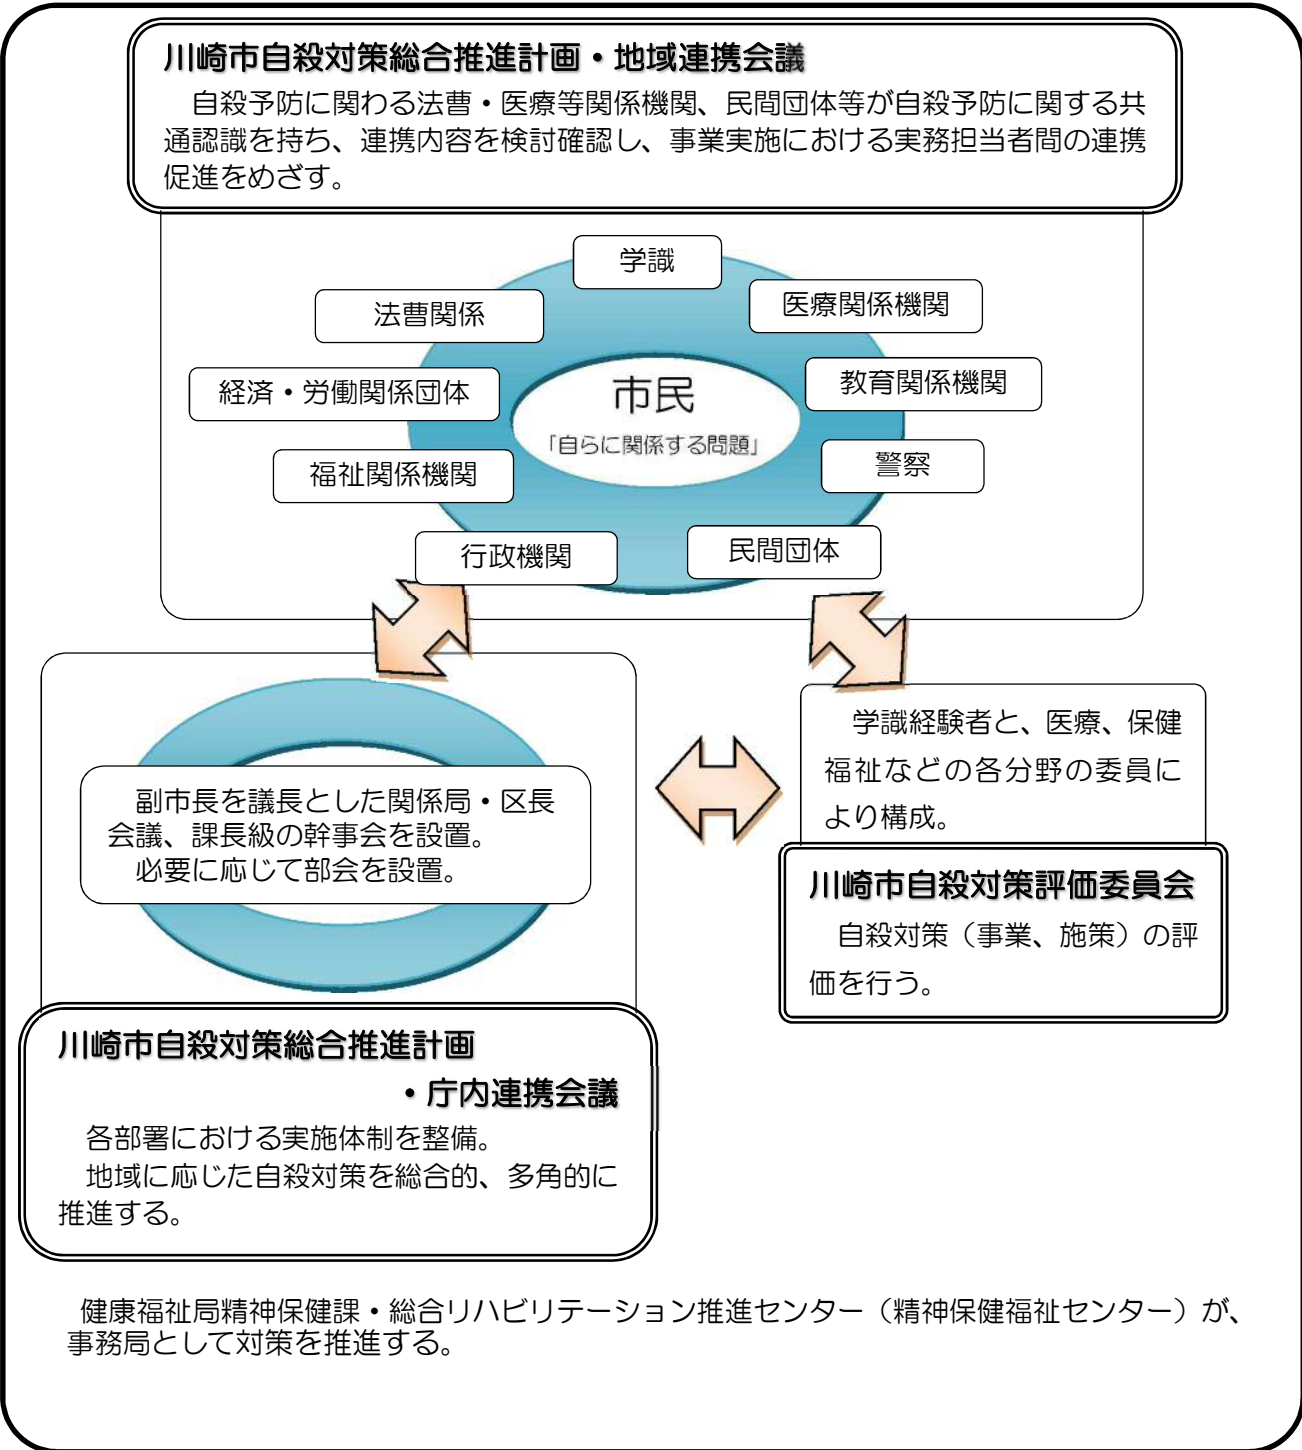 川崎市自殺対策総合推進計画・地域連携会議
自殺予防に関わる法曹・医療等関係機関、民間団体等が自殺予防に関する共
通認識を持ち、連携内容を検討確認し、事業実施における実務担当者間の連携
促進をめざす。
学識
法曹関係
医療関係機関
経済・労働関係団体
市民
教育関係機関
「自らに関係する問題」
福祉関係機関
警察
行政機関
民間団体
副市長を議長とした関係局・区長
会議、課長級の幹事会を設置。
必要に応じて部会を設置。
川崎市自殺対策総合推進計画
・庁内連携会議
各部署における実施体制を整備。
地域に応じた自殺対策を総合的、多角的に
推進する。
学識経験者と、医療、保健
福祉などの各分野の委員に
より構成。
川崎市自殺対策評価委員会
自殺対策（事業、施策）の評
価を行う。
健康福祉局精神保健課・総合リハビリテーション推進センター（精神保健福祉センター）が、
事務局として対策を推進する。